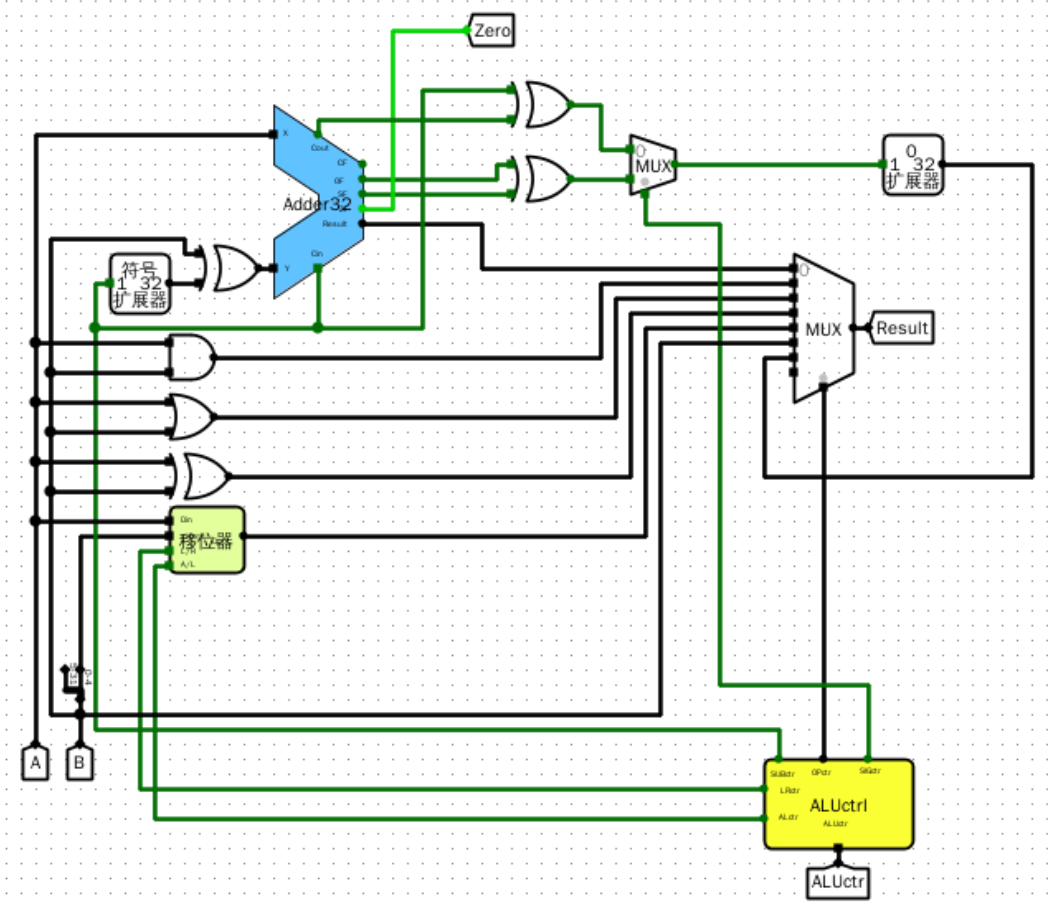 Zero
X
Cout
CF
OF
SF
Adder32
Result
Cin
Y
符号
1 32
扩展器
0
MUX
0
1 32
扩展器
0
MUX
Result
Din
移位器
L/R
A/L
0-4
A
B
SUBctr
OPctr
SIGctr
LRctr
ALctr
ALUctrl
ALUctr
ALUctr